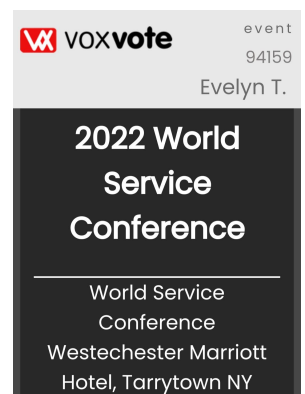 voxvote
event
94159
Evelyn T.
2022 World
Service
Conference
World Service
Conference
Westechester Marriott
Hotel, Tarrytown NY